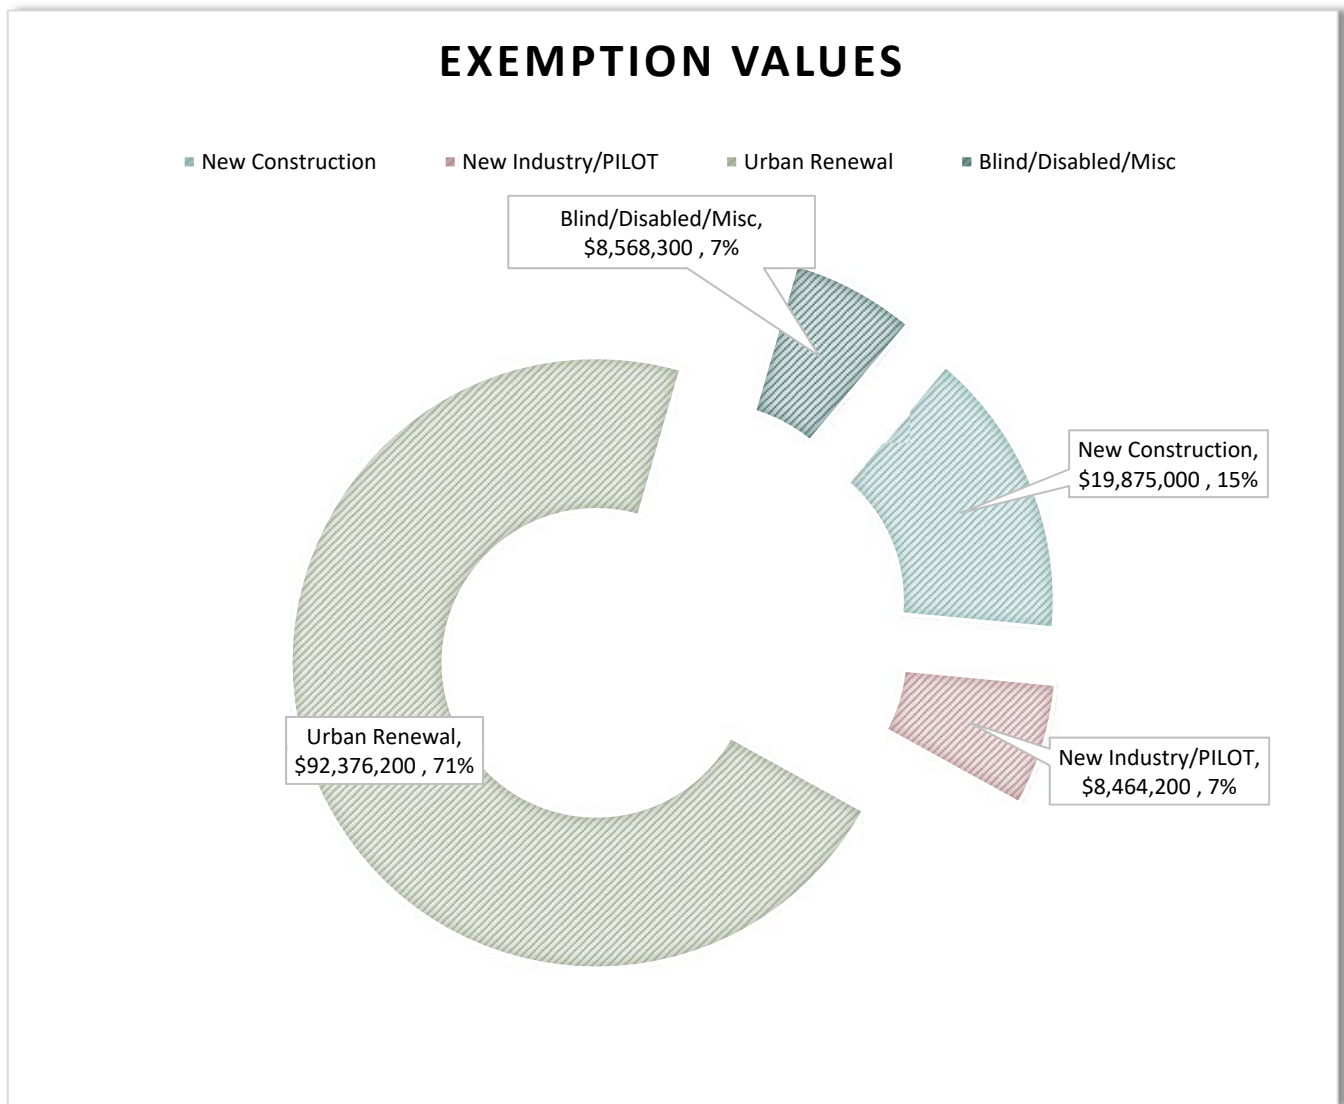 EXEMPTION VALUES
New Construction
New Industry/PILOT
Urban Renewal
Blind/Disabled/Misc
Blind/Disabled/Misc,
$8,568,300 , 7%
New Construction,
$19,875,000 , 15%
Urban Renewal,
$92,376,200 , 71%
New Industry/PILOT,
$8,464,200 , 7%